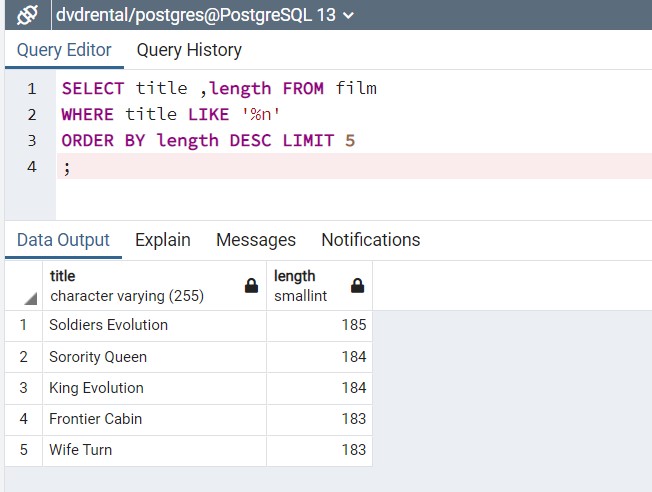 dvdrental/postgres@PostgreSQL 13
Query Editor Query History
1 SELECT title ,length FROM film
2 WHERE title LIKE '%n'
3 ORDER BY length DESC LIMIT 5
4 ;
Data Output Explain Messages Notifications
title length
character varying (255) smallint
1 Soldiers Evolution 185
2 Sorority Queen 184
3 King Evolution 184
4 Frontier Cabin 183
5 Wife Turn 183